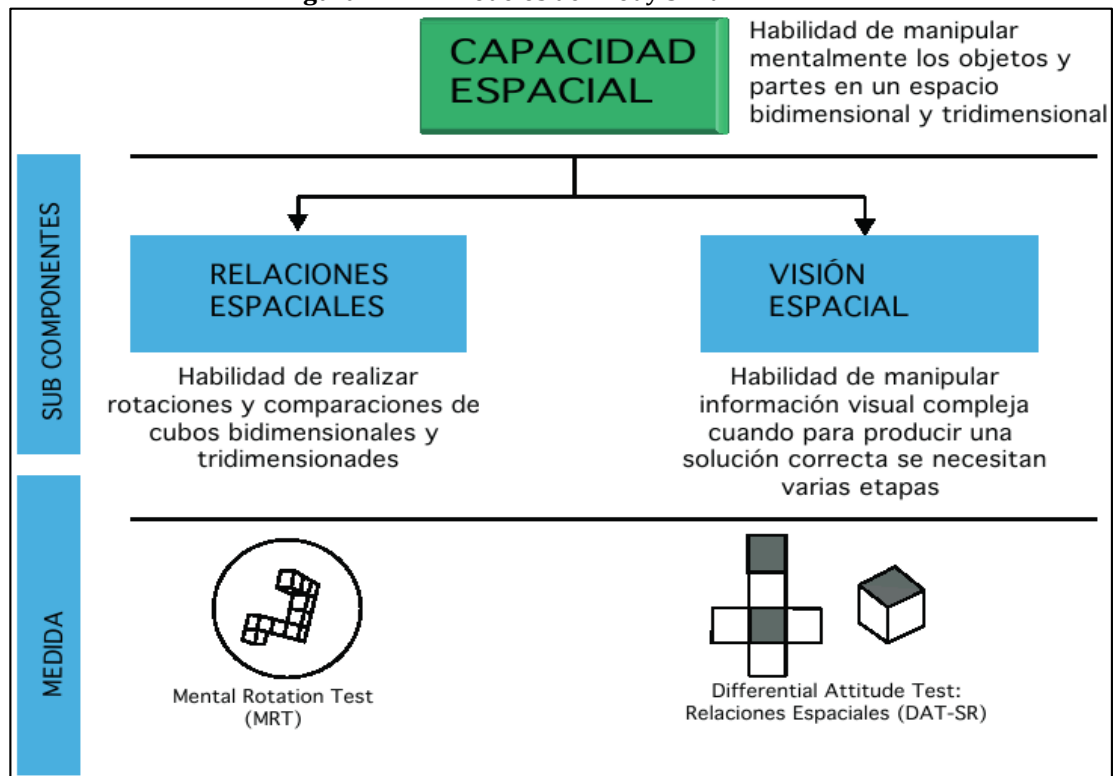 CAPACIDAD
ESPACIAL
Habilidad de manipular
mentalmente los objetos y
partes en un espacio
bidimensional y tridimensional
SUB COMPONENTES
RELACIONES
ESPACIALES
Habilidad de realizar
rotaciones y comparaciones de
cubos bidimensionales y
tridimensionades
VISIÓN
ESPACIAL
Habilidad de manipular
información visual compleja
cuando para producir una
solución correcta se necesitan
varias etapas
MEDIDA
Mental Rotation Test
(MRT)
Differential Attitude Test:
Relaciones Espaciales (DAT-SR)